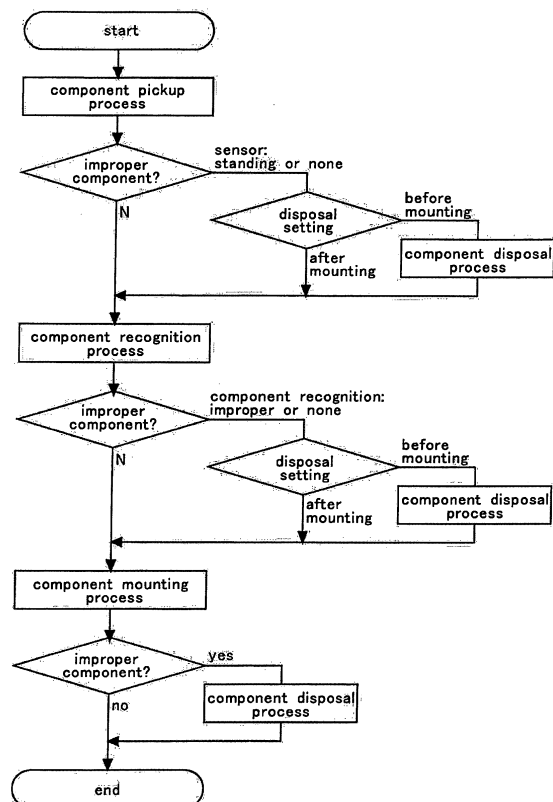 start
component pickup
process
improper
component?
sensor:
standing or none
N
disposal
setting
before
mounting
after
mounting
component disposal
process
component recognition
process
improper
component?
component recognition:
improper or none
N
disposal
setting
before
mounting
after
mounting
component disposal
process
component mounting
process
improper
component?
yes
no
component disposal
process
end